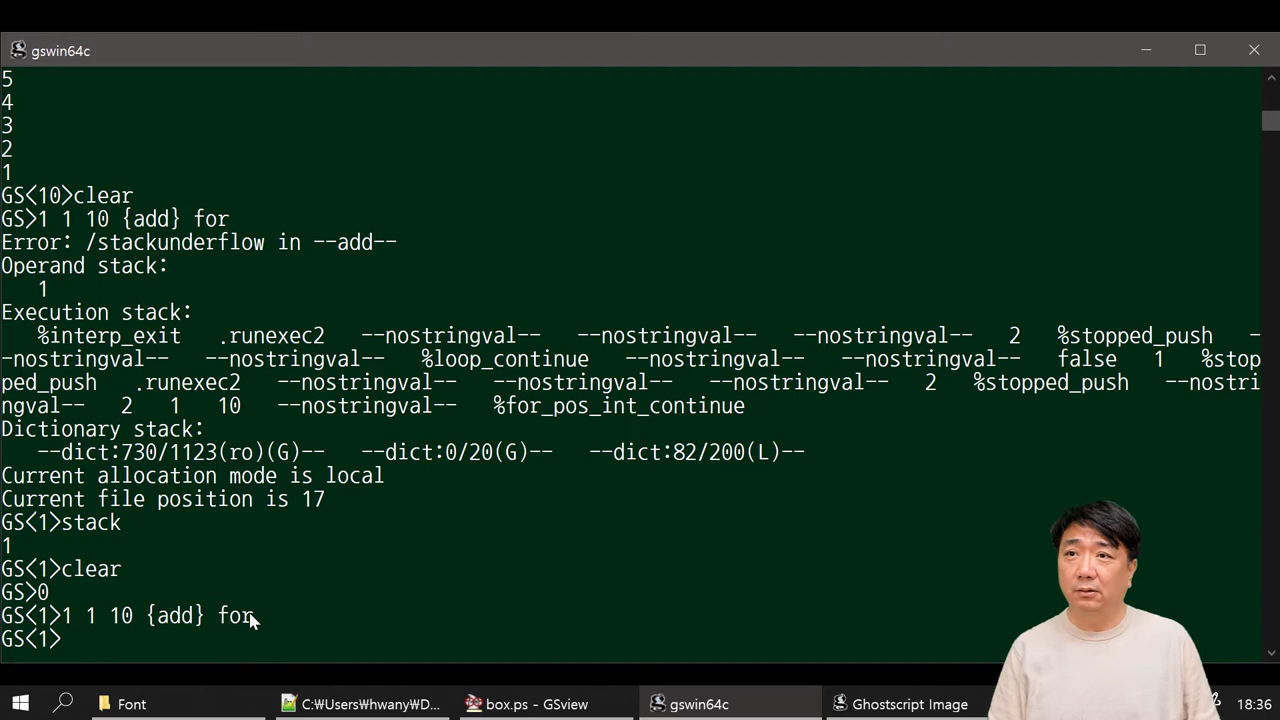 gswin64c
5
4
3
2
1
GS<10>clear
GS>1 1 10 {add} for
Error: /stackunderflow in --add--
Operand stack:
   1
Execution stack:
   %interp_exit   .runexec2   --nostringval--   --nostringval--   --nostringval--   2   %stopped_push   -
-nostringval--   --nostringval--   %loop_continue   --nostringval--   --nostringval--   false   1   %stop
ped_push   .runexec2   --nostringval--   --nostringval--   --nostringval--   2   %stopped_push   --nostri
ngval--   2   1   10   --nostringval--   %for_pos_int_continue
Dictionary stack:
   --dict:730/1123(ro)(G)--   --dict:0/20(G)--   --dict:82/200(L)--
Current allocation mode is local
Current file position is 17
GS<1>stack
1
GS<1>clear
GS>0
GS<1>1 1 10 {add} for
GS<1>
Font
C:₩Users₩hwany₩D...
box.ps - GSview
gswin64c
Ghostscript Image
18:36